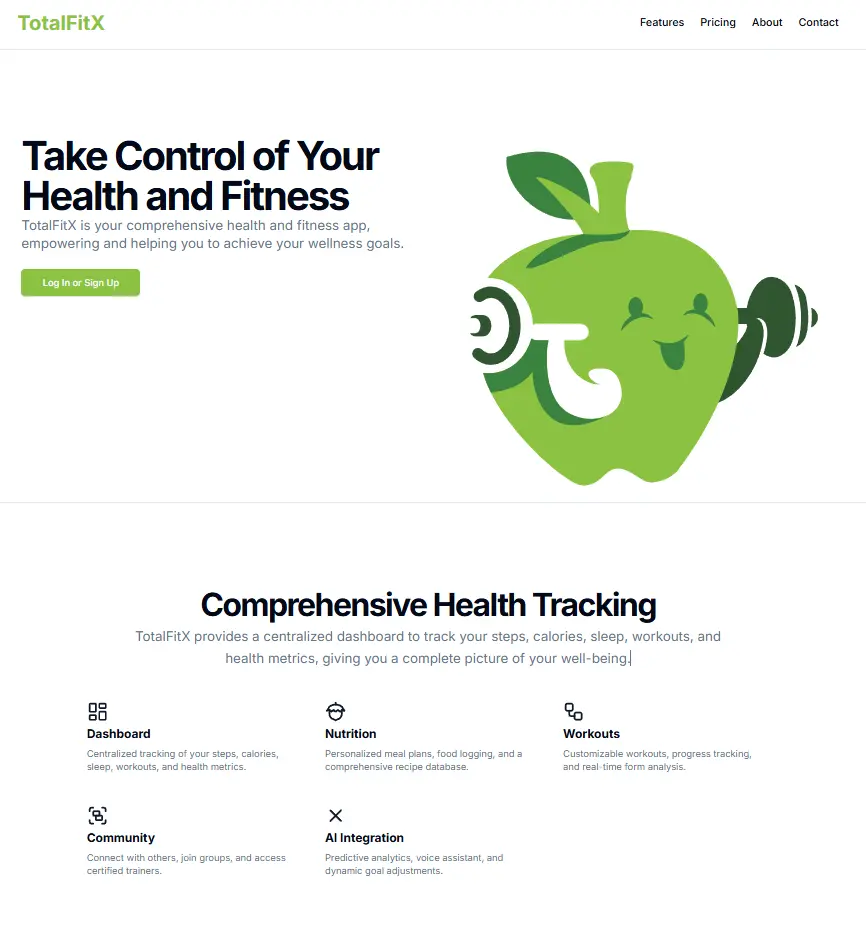 TotalFitX
Features Pricing About Contact
Take Control of Your
Health and Fitness
TotalFitX is your comprehensive health and fitness app,
empowering and helping you to achieve your wellness goals.
Log In or Sign Up
Comprehensive Health Tracking
TotalFitX provides a centralized dashboard to track your steps, calories, sleep, workouts, and
health metrics, giving you a complete picture of your well-being.
Dashboard
Centralized tracking of your steps, calories,
sleep, workouts, and health metrics.
Nutrition
Personalized meal plans, food logging, and a
comprehensive recipe database.
Workouts
Customizable workouts, progress tracking,
and real-time form analysis.
Community
Connect with others, join groups, and access
certified trainers.
AI Integration
Predictive analytics, voice assistant, and
dynamic goal adjustments.